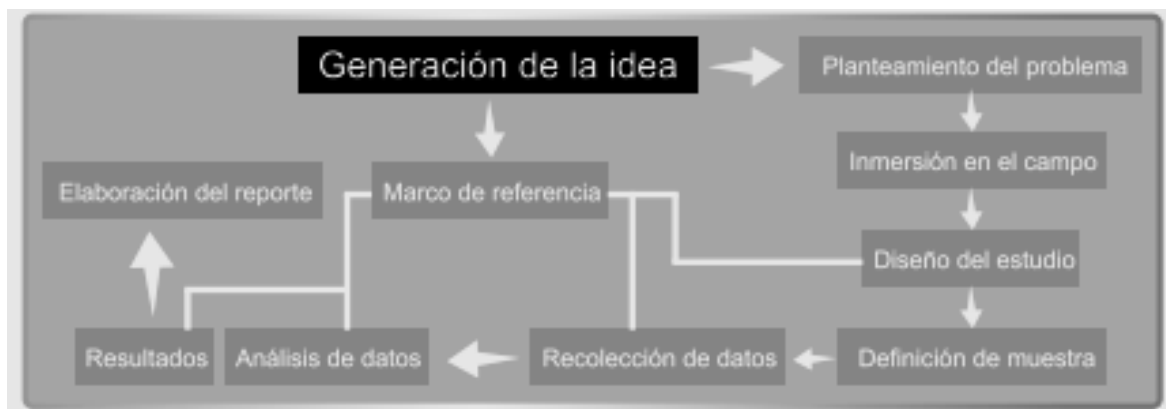 Generación de la idea
Planteamiento del problema
Inmersión en el campo
Elaboración del reporte
Marco de referencia
Diseño del estudio
Resultados
Análisis de datos
Recolección de datos
Definición de muestra